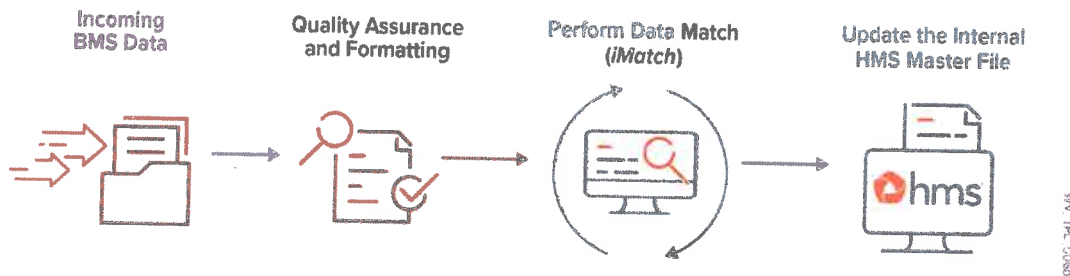 Incoming
BMS Data
Quality Assurance
and Formatting
Perform Data Match
(iMatch)
Update the Internal
HMS Master File
hms